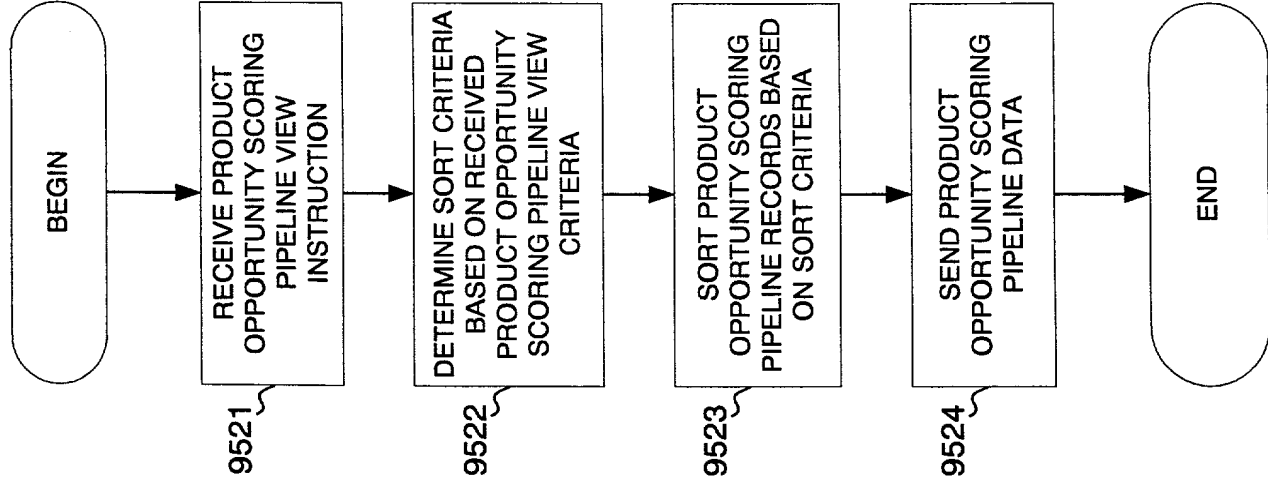 BEGIN
9521
RECEIVE PRODUCT
OPPORTUNITY SCORING
PIPELINE VIEW
INSTRUCTION
9522
DETERMINE SORT CRITERIA
BASED ON RECEIVED
PRODUCT OPPORTUNITY
SCORING PIPELINE VIEW
CRITERIA
9523
SORT PRODUCT
OPPORTUNITY SCORING
PIPELINE RECORDS BASED
ON SORT CRITERIA
9524
SEND PRODUCT
OPPORTUNITY SCORING
PIPELINE DATA
END